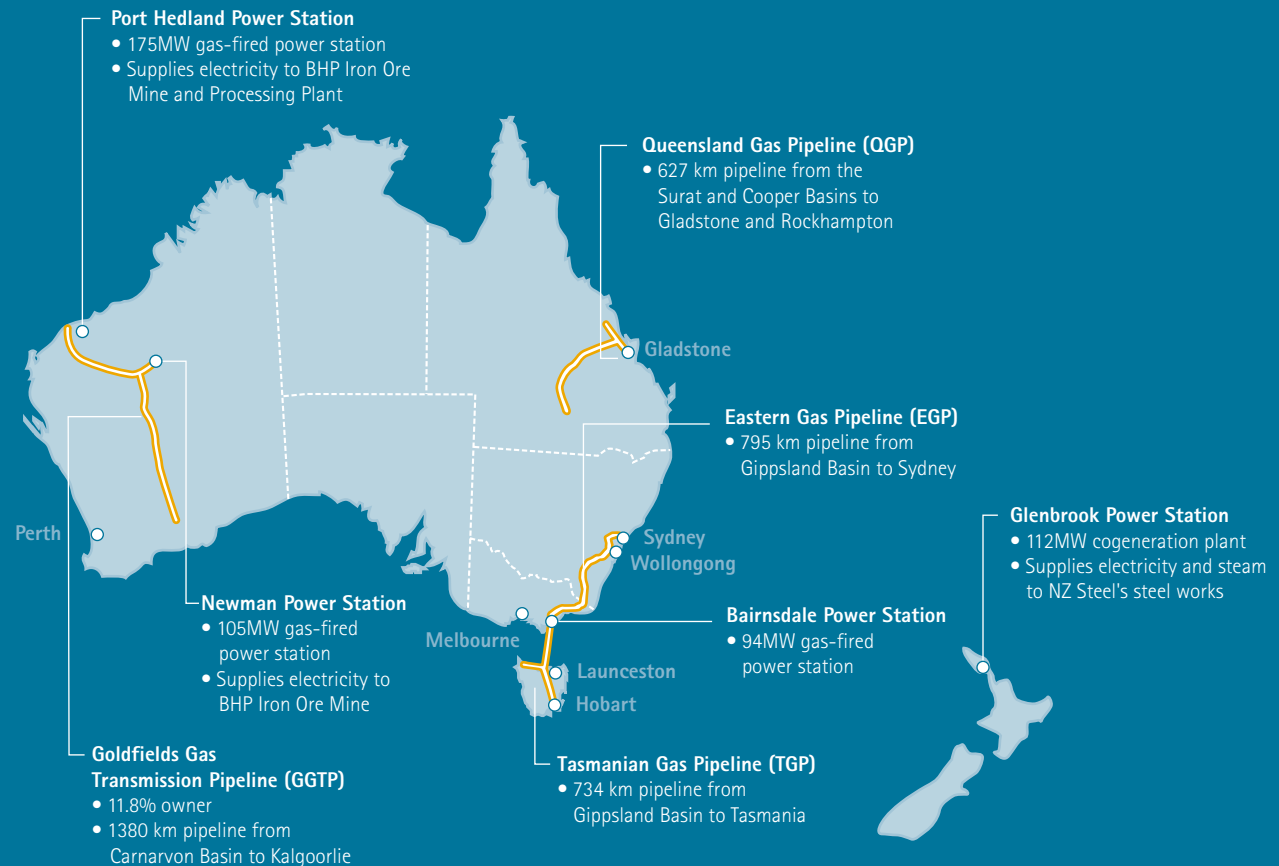 Port Hedland Power Station
• 175MW gas-fired power station
• Supplies electricity to BHP Iron Ore
Mine and Processing Plant
Queensland Gas Pipeline (QGP)
• 627 km pipeline from the
Surat and Cooper Basins to
Gladstone and Rockhampton
Gladstone
Eastern Gas Pipeline (EGP)
• 795 km pipeline from
Gippsland Basin to Sydney
Perth
Sydney
Wollongong
Glenbrook Power Station
• 112MW cogeneration plant
• Supplies electricity and steam
to NZ Steel's steel works
Newman Power Station
• 105MW gas-fired
power station
• Supplies electricity to
BHP Iron Ore Mine
Melbourne
Bairnsdale Power Station
• 94MW gas-fired
power station
Launceston
Hobart
Goldfields Gas
Transmission Pipeline (GGTP)
• 11.8% owner
• 1380 km pipeline from
Carnarvon Basin to Kalgoorlie
Tasmanian Gas Pipeline (TGP)
• 734 km pipeline from
Gippsland Basin to Tasmania